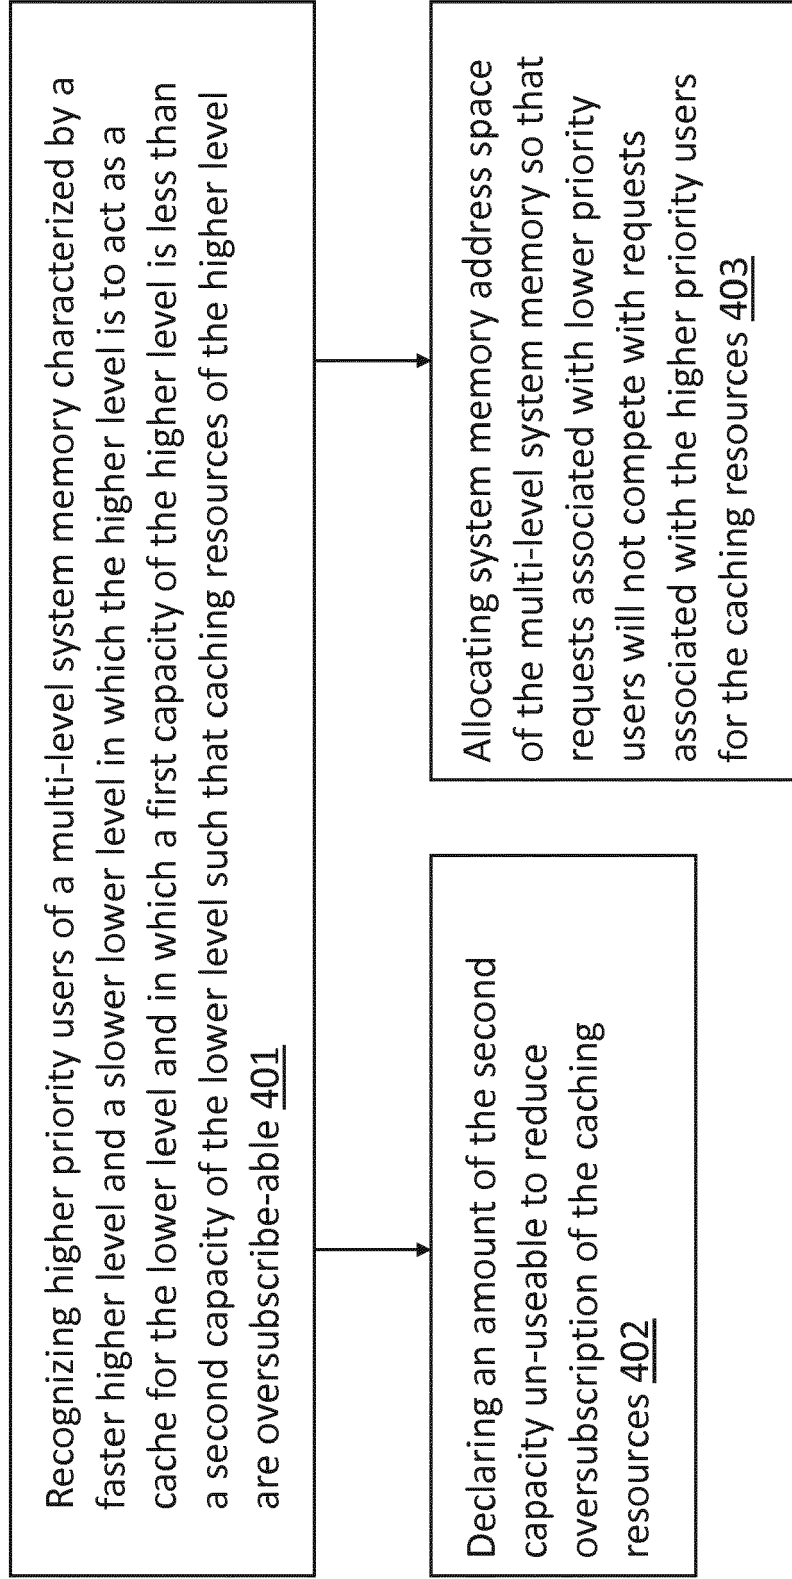 Recognizing higher priority users of a multi-level system memory characterized by a
faster higher level and a slower lower level in which the higher level is to act as a
cache for the lower level and in which a first capacity of the higher level is less than
a second capacity of the lower level such that caching resources of the higher level
are oversubscribe-able 401
Declaring an amount of the second
capacity un-useable to reduce
oversubscription of the caching
resources 402
Allocating system memory address space
of the multi-level system memory so that
requests associated with lower priority
users will not compete with requests
associated with the higher priority users
for the caching resources 403